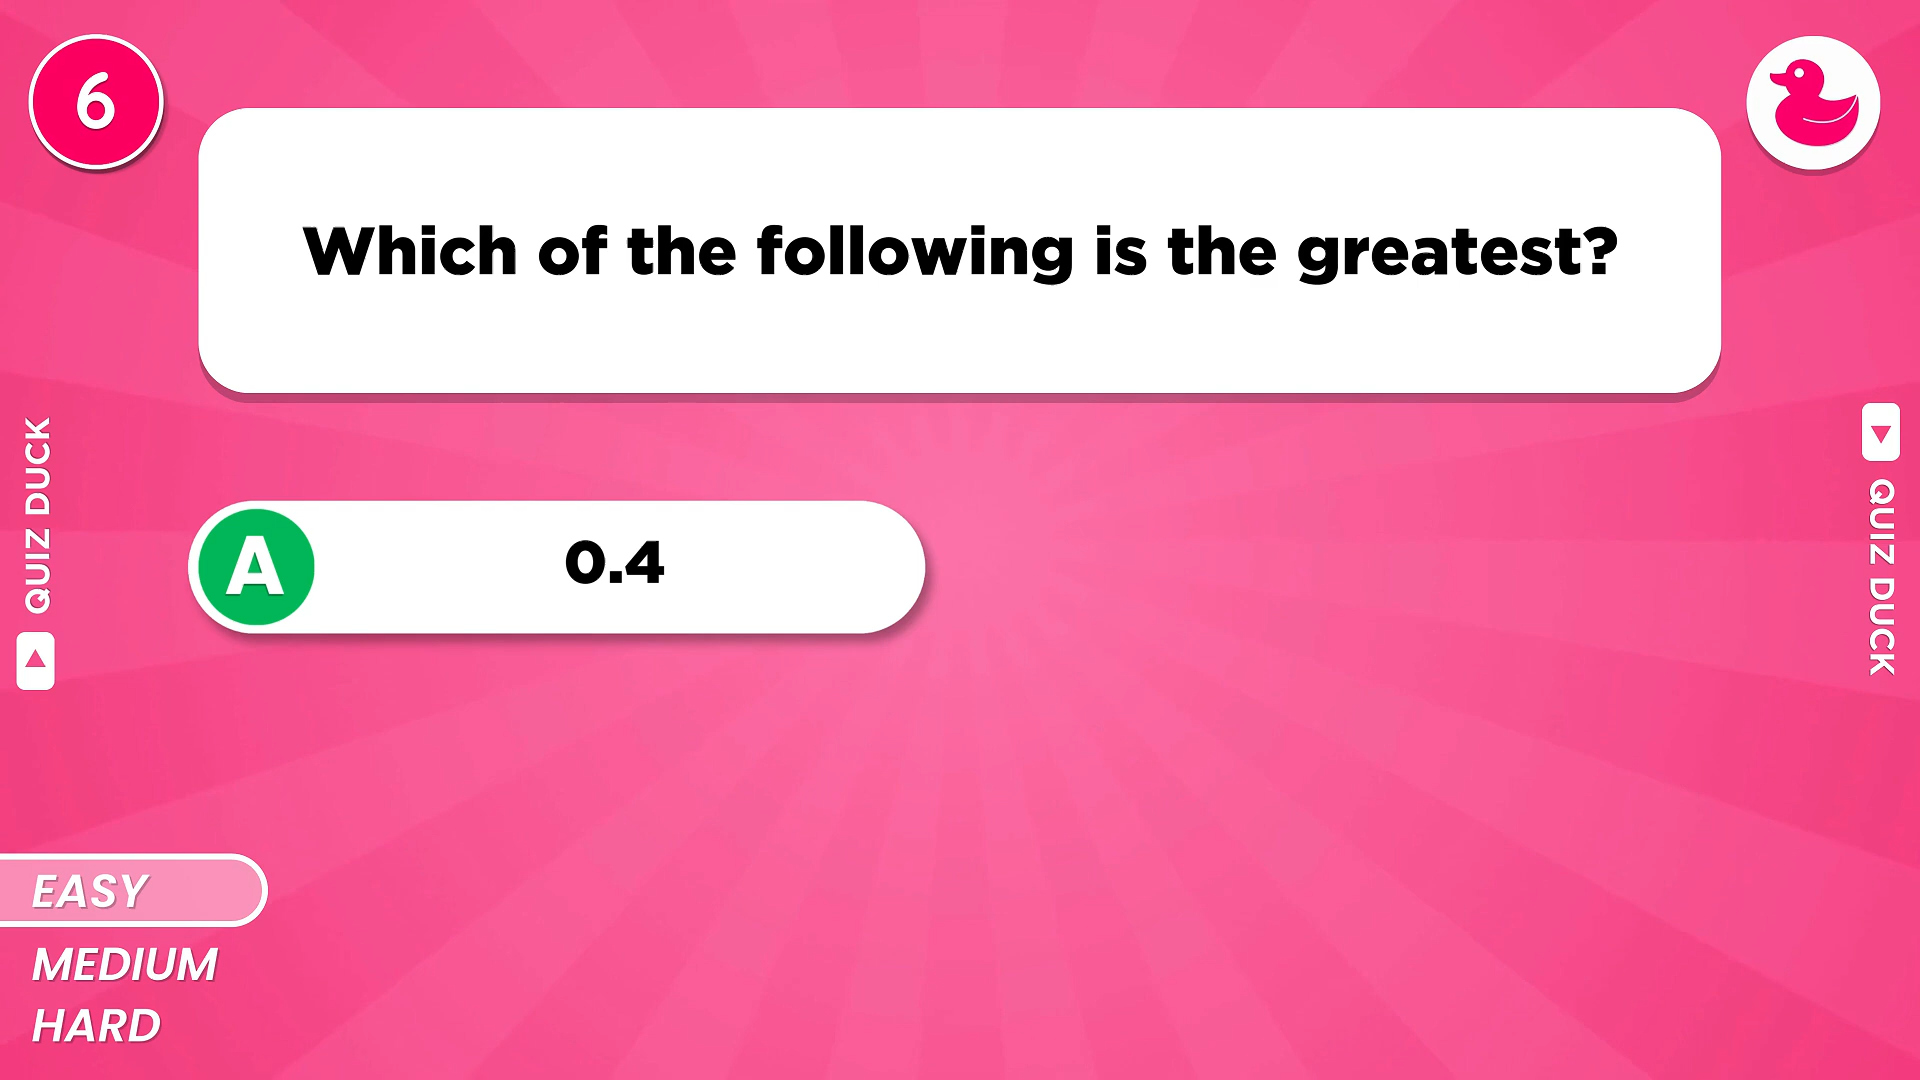 6
Which of the following is the greatest?
QUIZ DUCK
QUIZ DUCK
A 0.4
EASY
MEDIUM
HARD